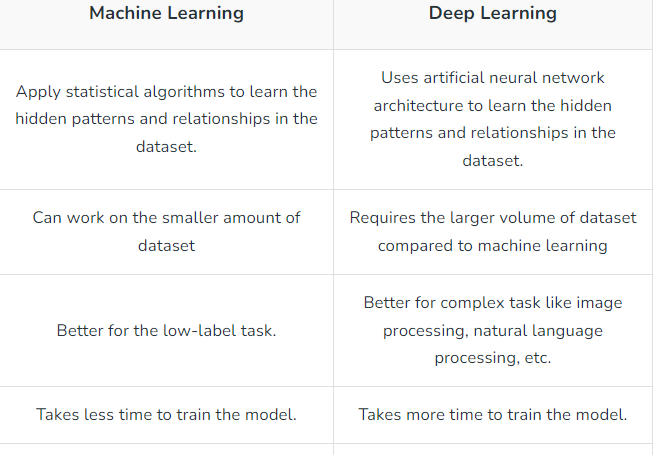 Machine Learning
Deep Learning
Apply statistical algorithms to learn the
hidden patterns and relationships in the
dataset.
Uses artificial neural network
architecture to learn the hidden
patterns and relationships in the
dataset.
Can work on the smaller amount of
dataset
Requires the larger volume of dataset
compared to machine learning
Better for the low-label task.
Better for complex task like image
processing, natural language
processing, etc.
Takes less time to train the model.
Takes more time to train the model.